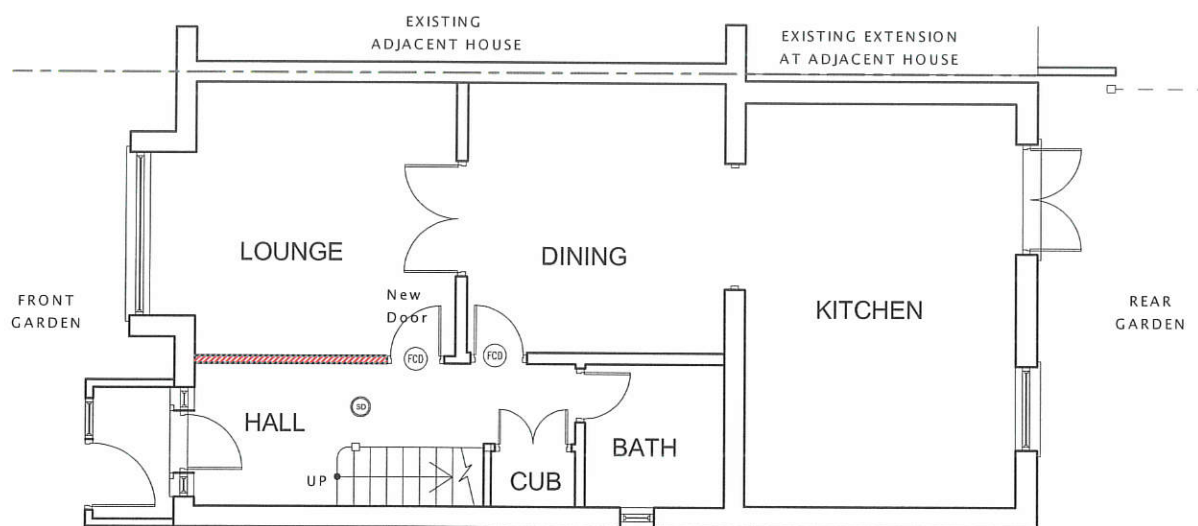 EXISTING
ADJACENT HOUSE
EXISTING EXTENSION
AT ADJACENT HOUSE
LOUNGE
DINING
KITCHEN
FRONT
GARDEN
New
Door
REAR
GARDEN
FCD
FCD
HALL
SD
BATH
UP
CUB